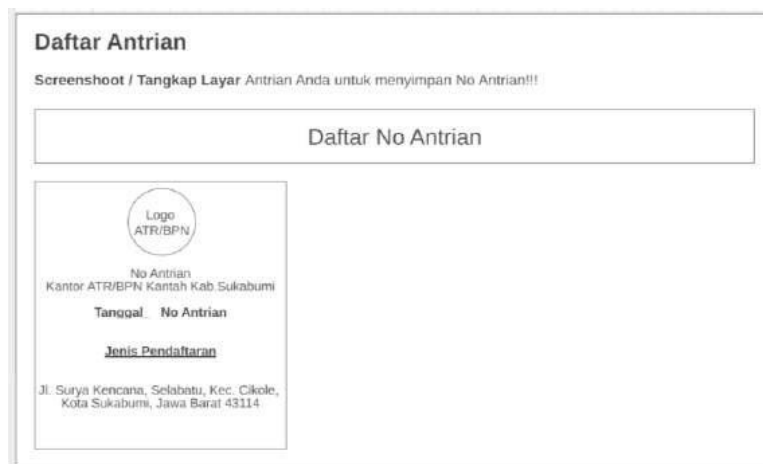 Daftar Antrian
Screenshoot / Tangkap Layar Antrian Anda untuk menyimpan No Antrian!!!
Daftar No Antrian
Logo
ATR/BPN
No Antrian
Kantor ATR/BPN Kantah Kab.Sukabumi
Tanggal No Antrian
Jenis Pendaftaran
Jl. Surya Kencana, Selabatu, Kec. Cikole,
Kota Sukabumi, Jawa Barat 43114